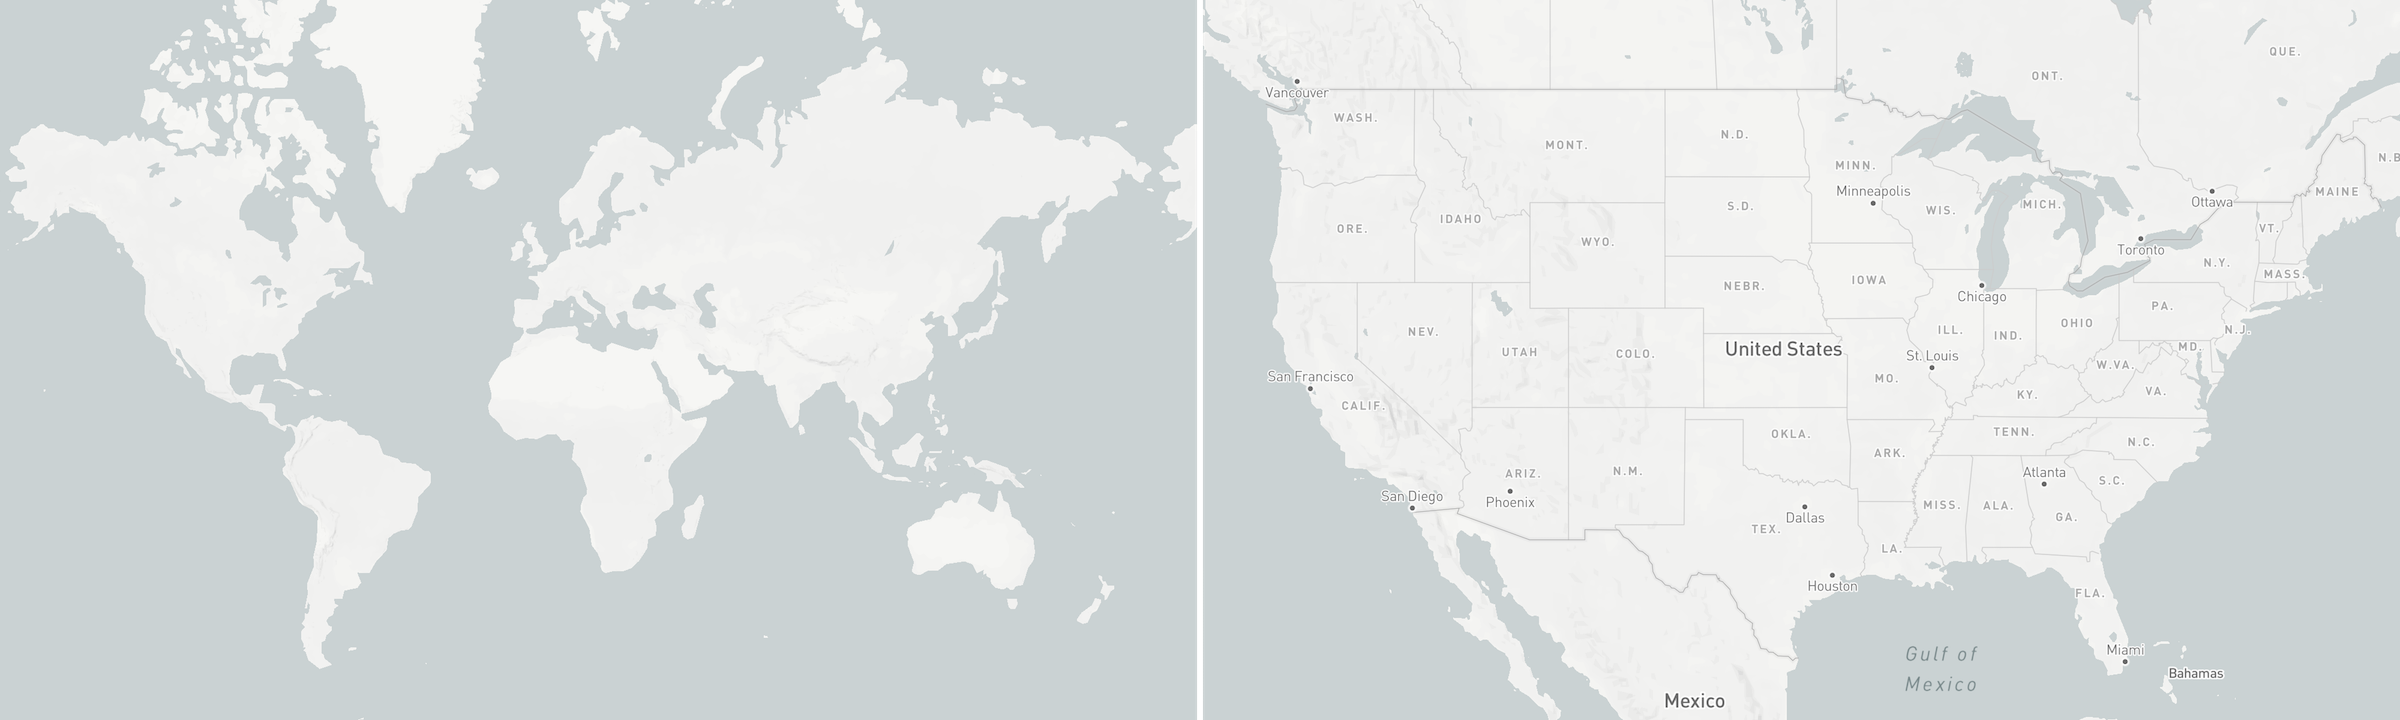 QUE.
ONT.
Vancouver
WASH.
N.D.
MONT.
MINN.
N.B
Minneapolis
MAINE
Ottawa
S.D.
WIS.
MICH.
IDAHO
ORE.
VT.
WYO.
Toronto
N.Y.
MASS.
IOWA
NEBR.
Chicago
PA.
NEV.
ILL.
IND.
OHIO
N.J.
United States
MD.
UTAH
COLO.
St. Louis
W.VA.
San Francisco
MO.
KY.
VA.
CALIF.
OKLA.
TENN.
N.C.
ARK.
ARIZ.
N.M.
Atlanta
S.C.
San Diego
Phoenix
MISS.
ALA.
GA.
Dallas
TEX.
LA.
Houston
FLA.
Gulf of
Mexico
Miami
Bahamas
Mexico